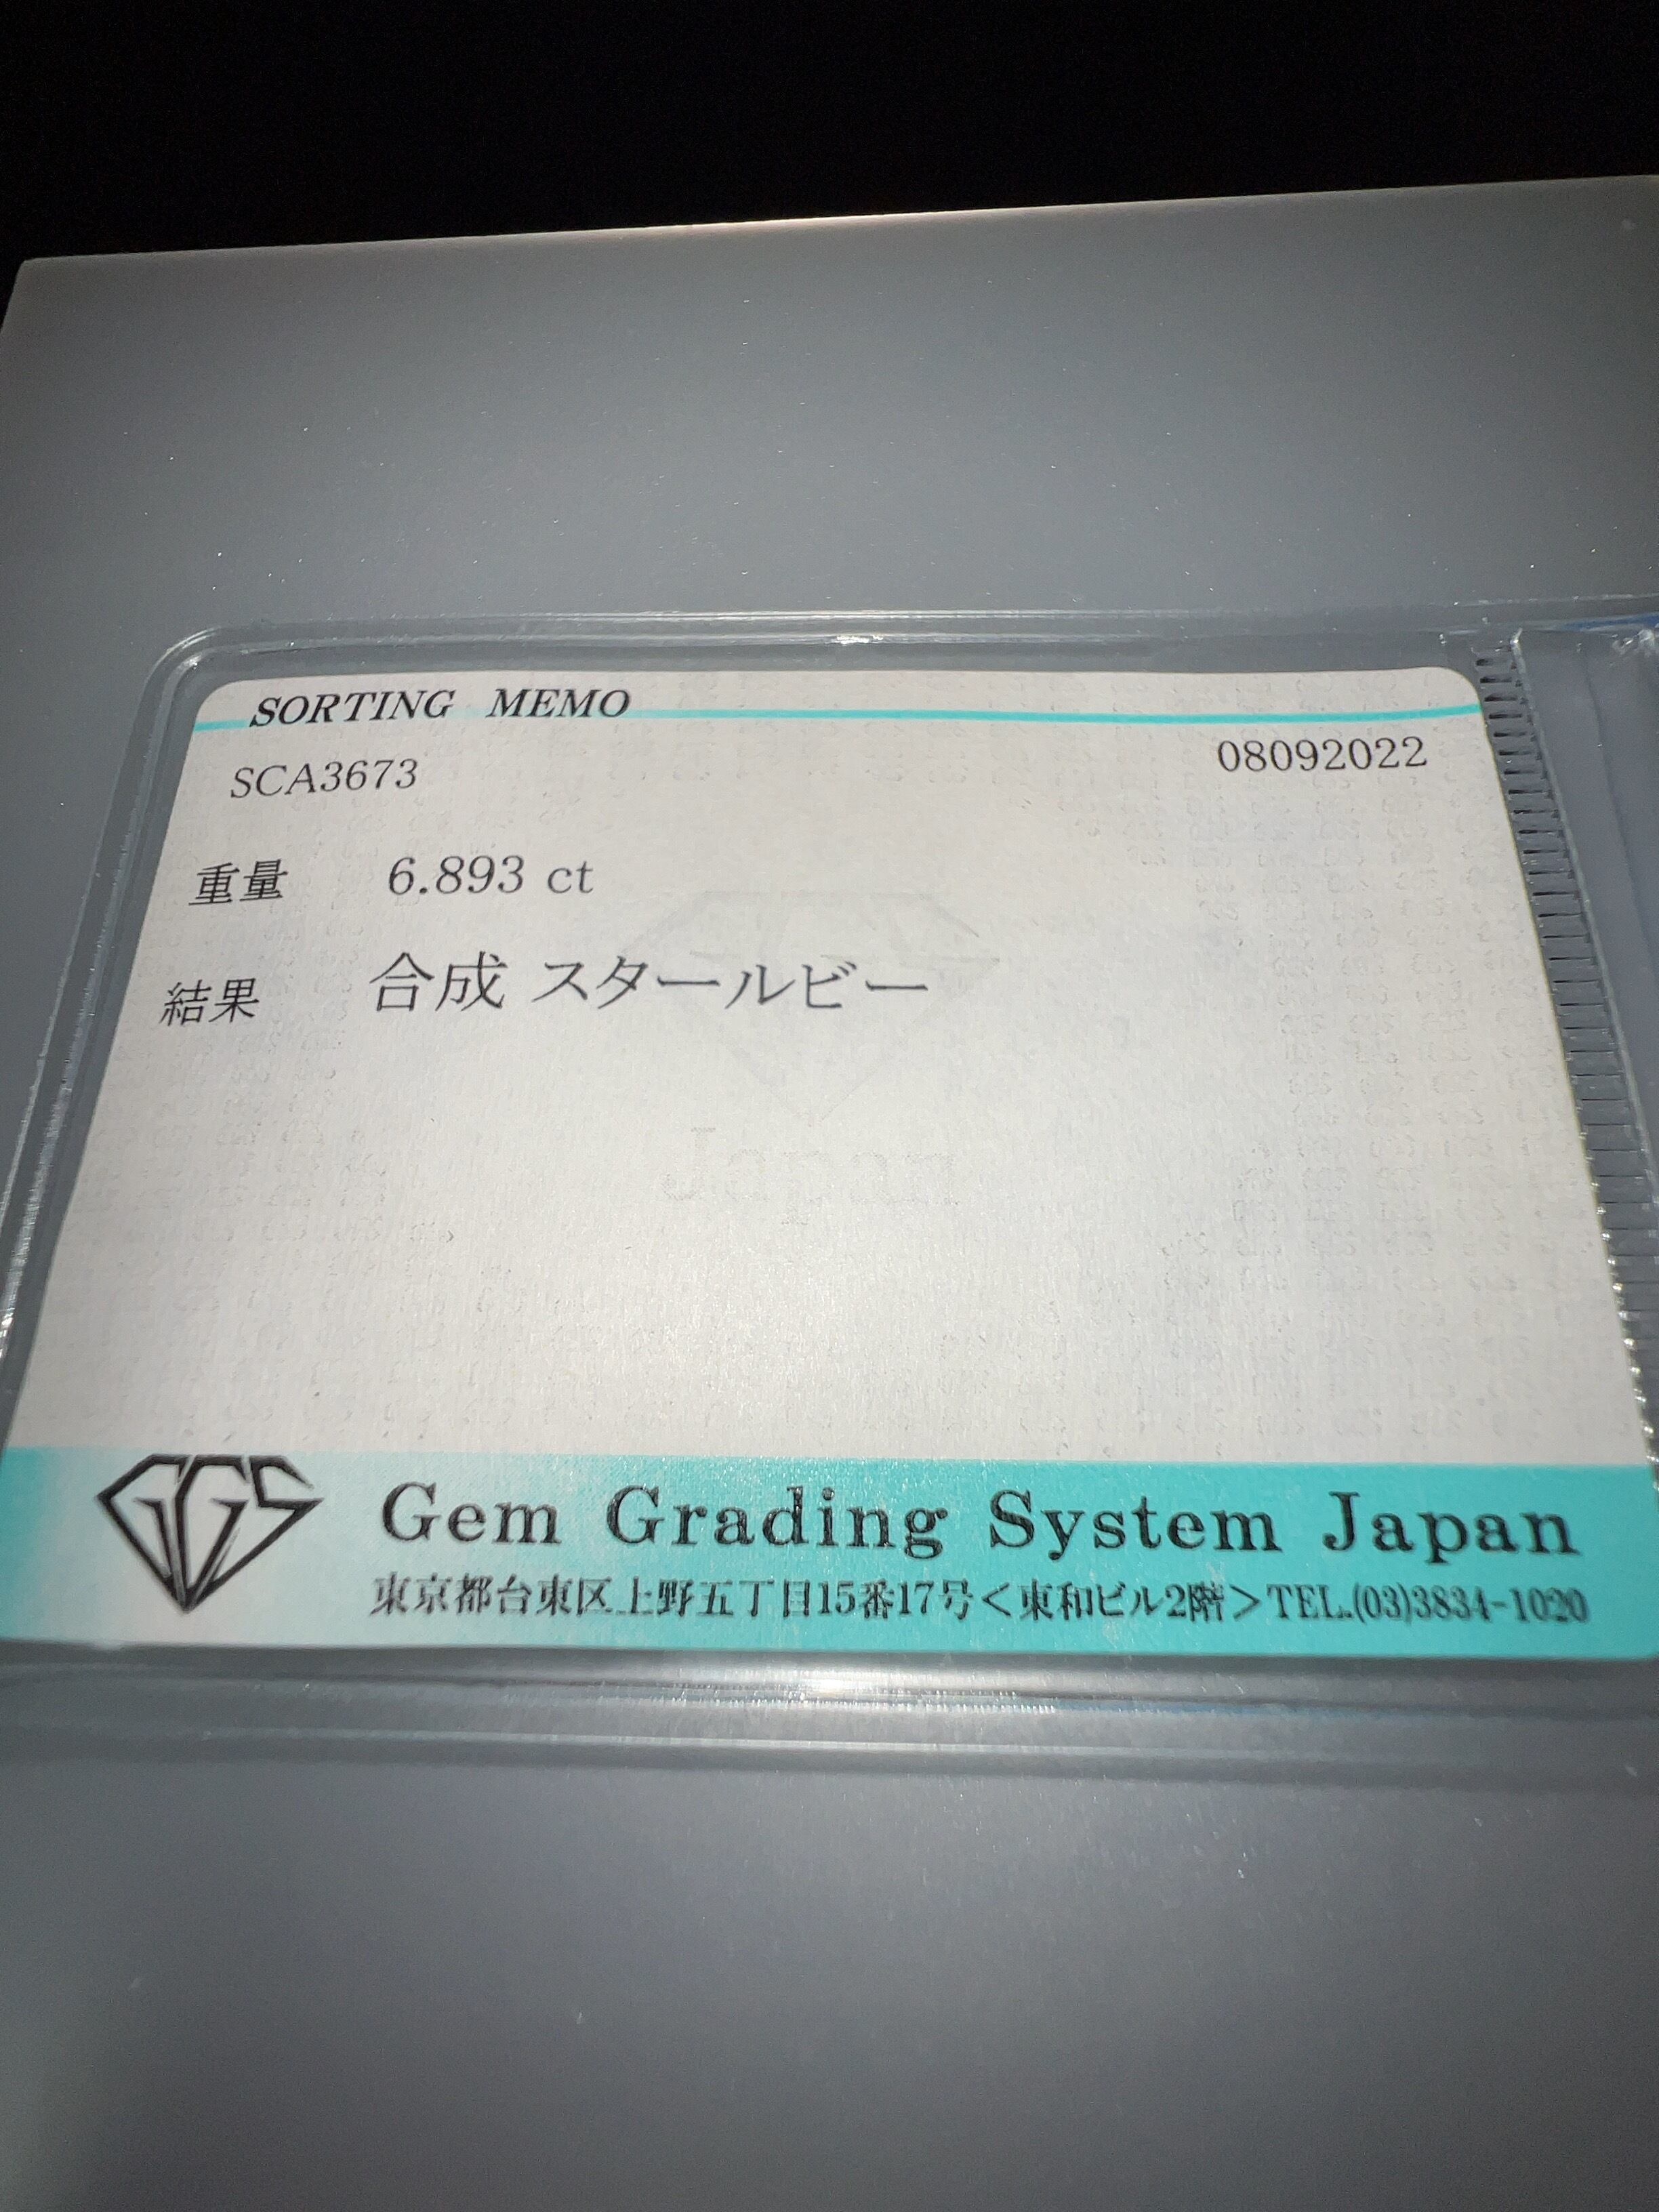 SORTING MEMO
SCA3673 08092022
重量 6.893 ct
結果 合成 スタールビー
Japan
GGS Gem Grading System Japan
東京都台東区上野五丁目15番17号<東和ビル2階>TEL.(03)3834-1020